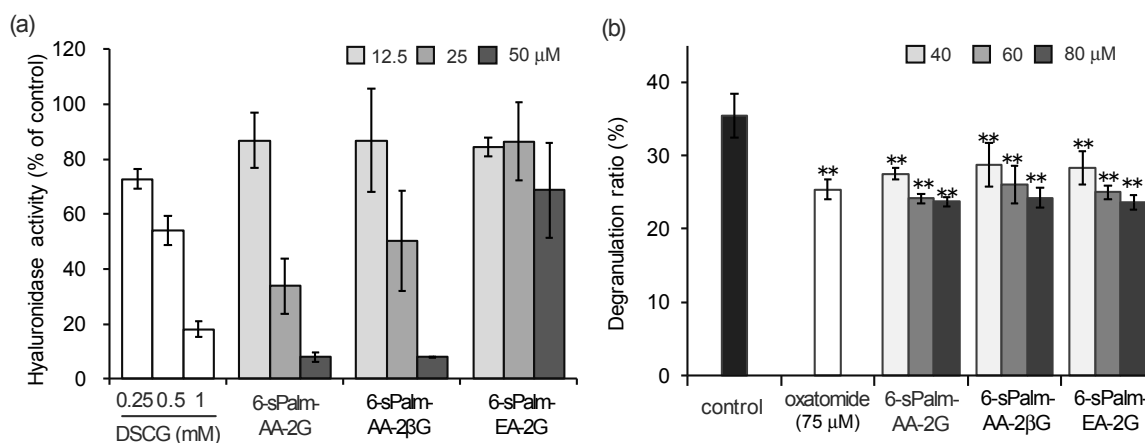 (a)
Hyaluronidase activity (% of control)
120
100
80
60
40
20
0
12.5 25 50 μM
0.25 0.5 1
DSCG (mM)
6-sPalm-
AA-2G
6-sPalm-
AA-2βG
6-sPalm-
EA-2G
(b)
Degranulation ratio (%)
40
30
20
10
0
40 60 80 μM
**
**
**
**
**
**
**
**
**
**
control
oxatomide
(75 μM)
6-sPalm-
AA-2G
6-sPalm-
AA-2βG
6-sPalm-
EA-2G